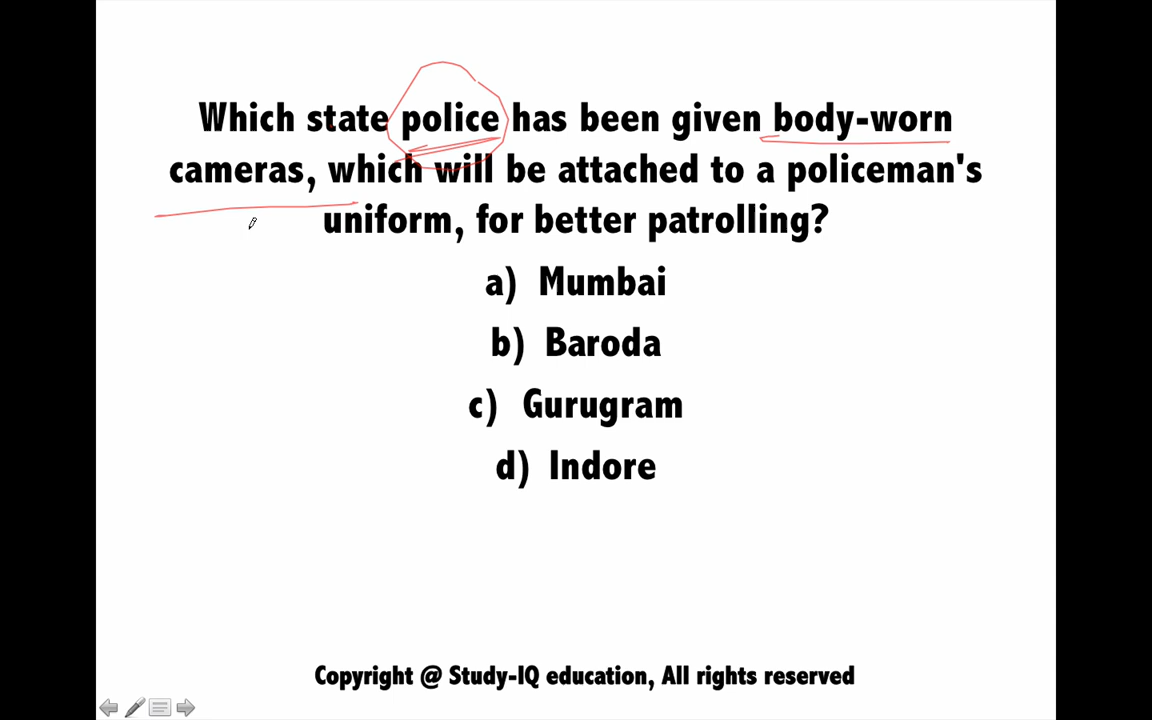 Which state police has been given body-worn
cameras, which will be attached to a policeman's
uniform, for better patrolling?
a) Mumbai
b) Baroda
c) Gurugram
d) Indore
Copyright @ Study-IQ education, All rights reserved